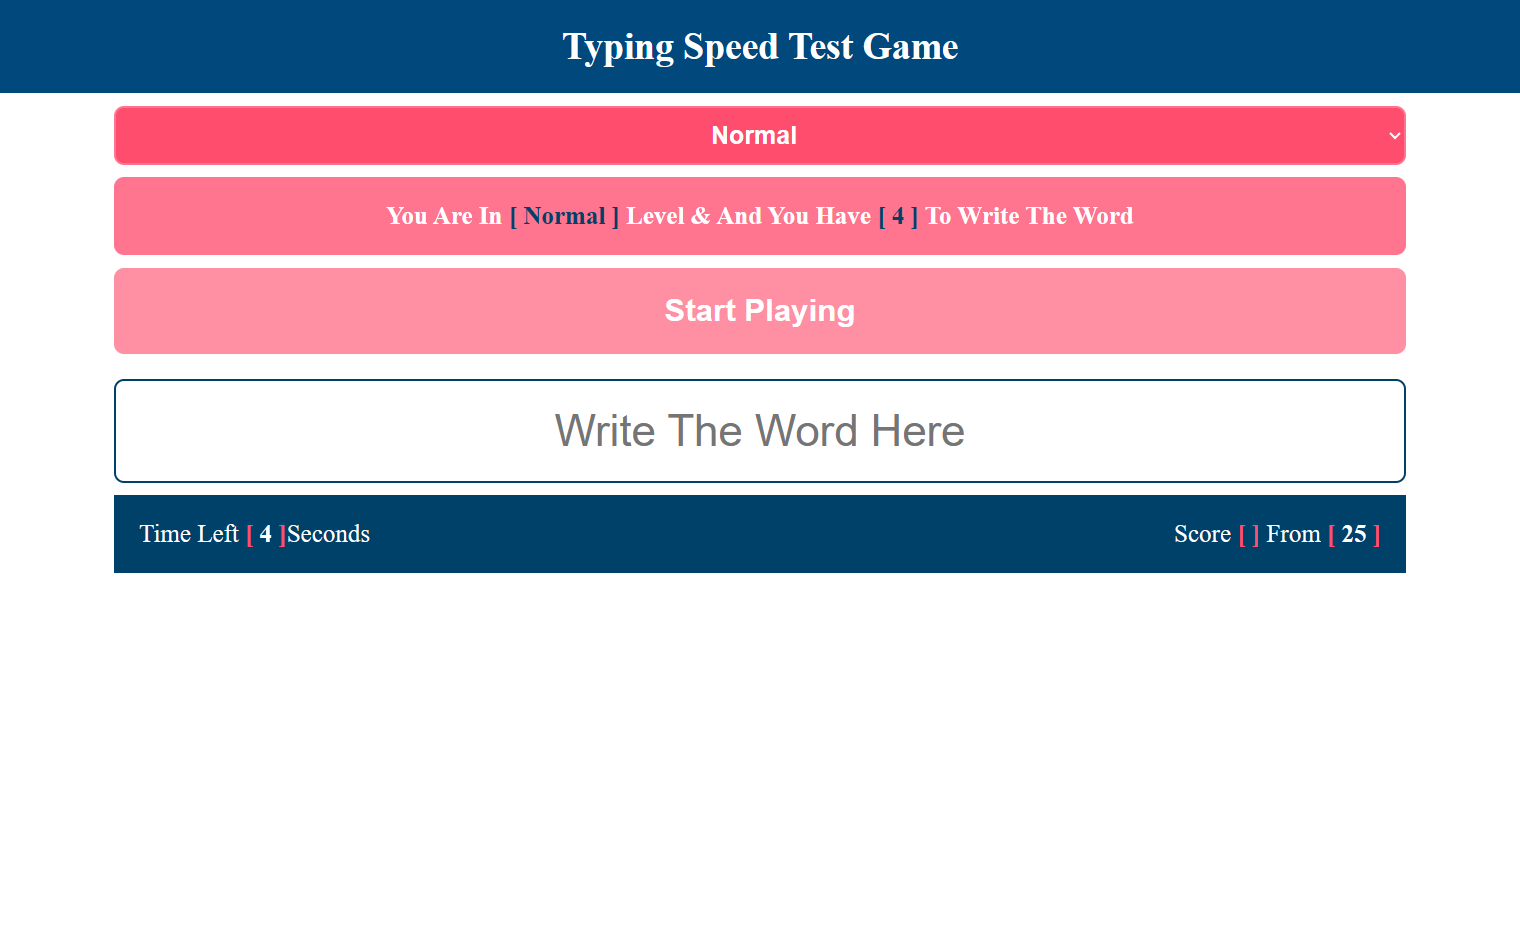 Typing Speed Test Game
Normal
You Are In [ Normal ] Level & And You Have [ 4 ] To Write The Word
Start Playing
Write The Word Here
Time Left [ 4 ]Seconds
Score [ ] From [ 25 ]